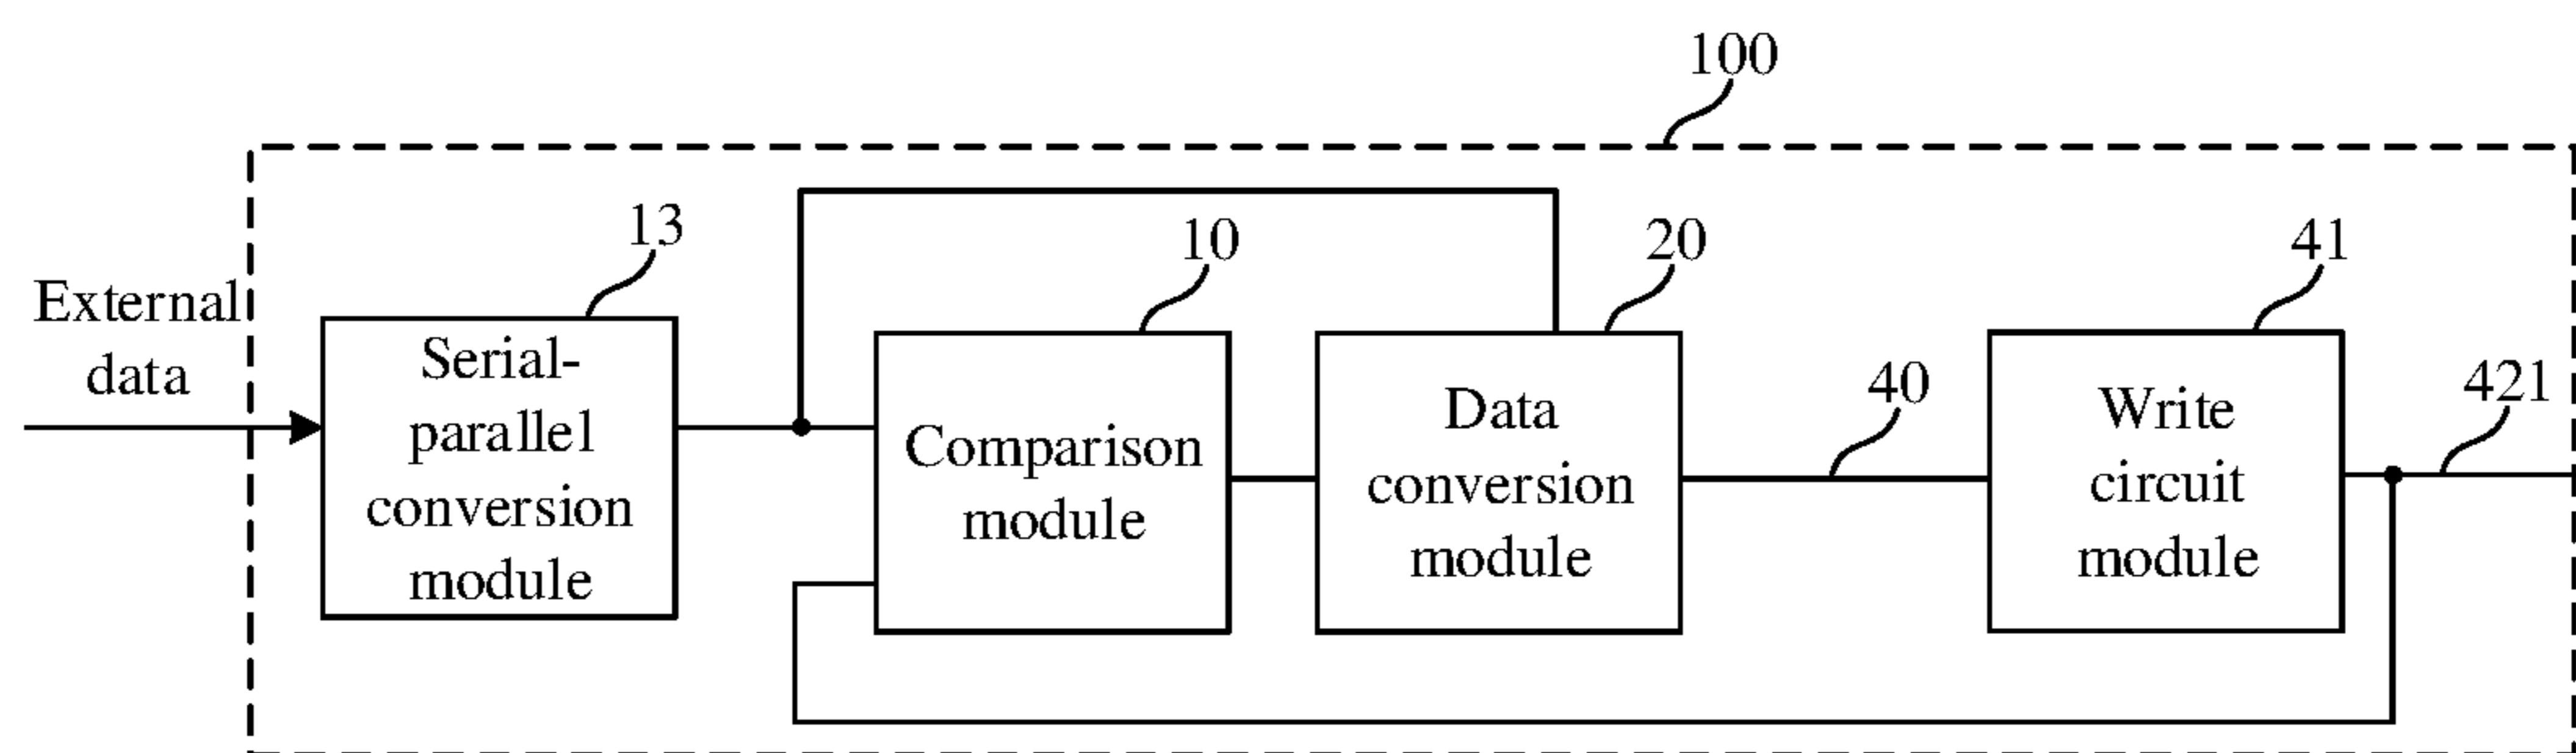 100
13
10
20
41
External
data
Serial-
parallel
conversion
module
Comparison
module
Data
conversion
module
40
Write
circuit
module
421